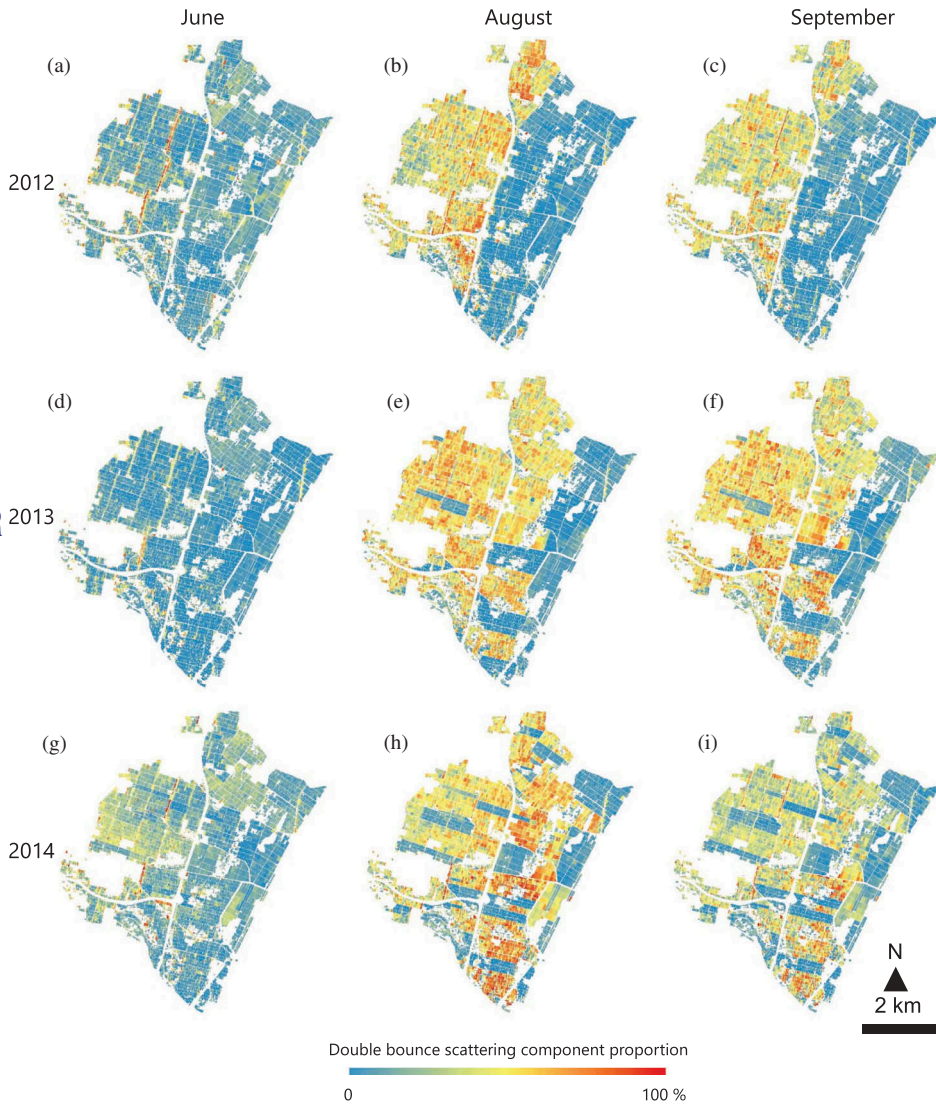 June August September
(a) (b) (c)
2012
(d) (e) (f)
2013
(g) (h) (i)
2014
N
2 km
Double bounce scattering component proportion
0 100 %